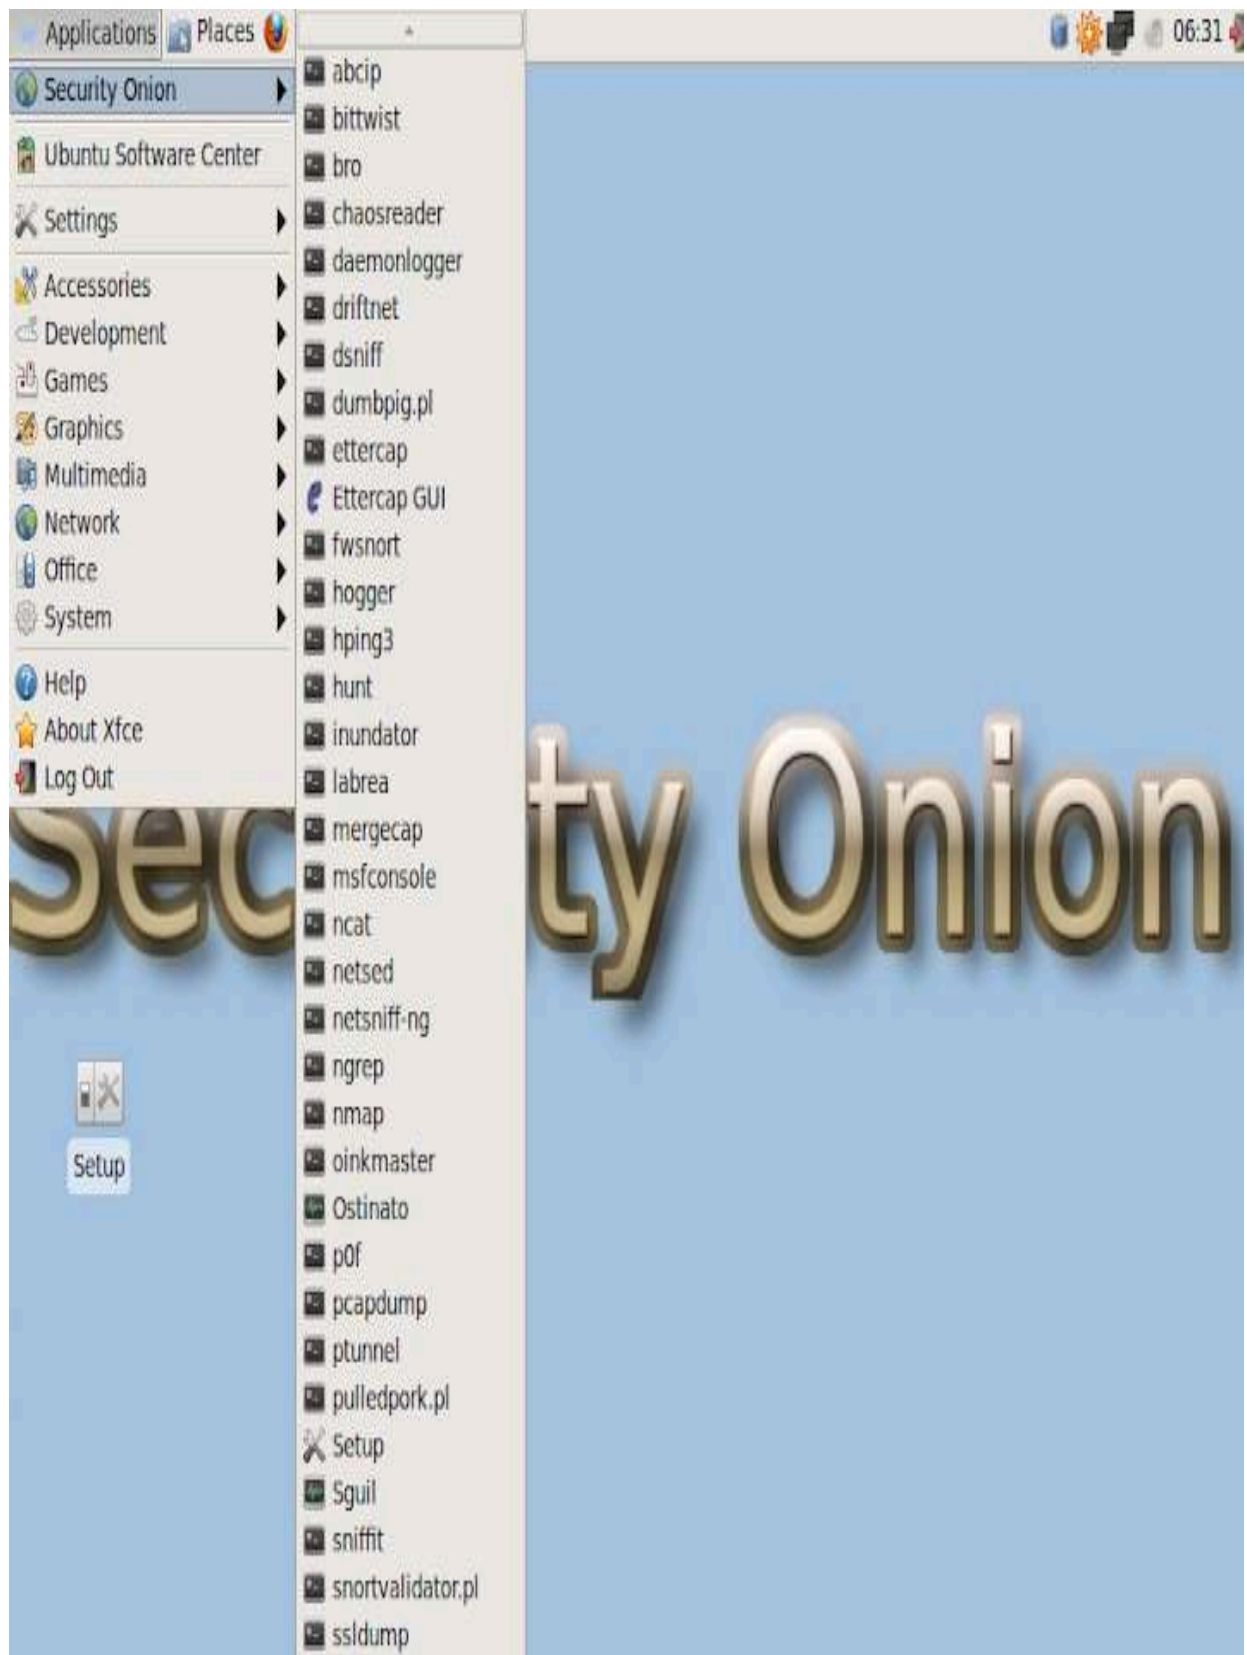 Applications Places 06:31
Security Onion
Ubuntu Software Center
Settings
Accessories
Development
Games
Graphics
Multimedia
Network
Office
System
Help
About Xfce
Log Out
abcip
bittwist
bro
chaosreader
daemonlogger
driftnet
dsniff
dumbpig.pl
ettercap
Ettercap GUI
fwsnort
hogger
hping3
hunt
inundator
labrea
mergecap
msfconsole
ncat
netsed
netsniff-ng
ngrep
nmap
oinkmaster
Ostinato
p0f
pcapdump
ptunnel
pulledpork.pl
Setup
Sguil
sniffit
snortvalidator.pl
ssldump
Sec ty Onion
Setup